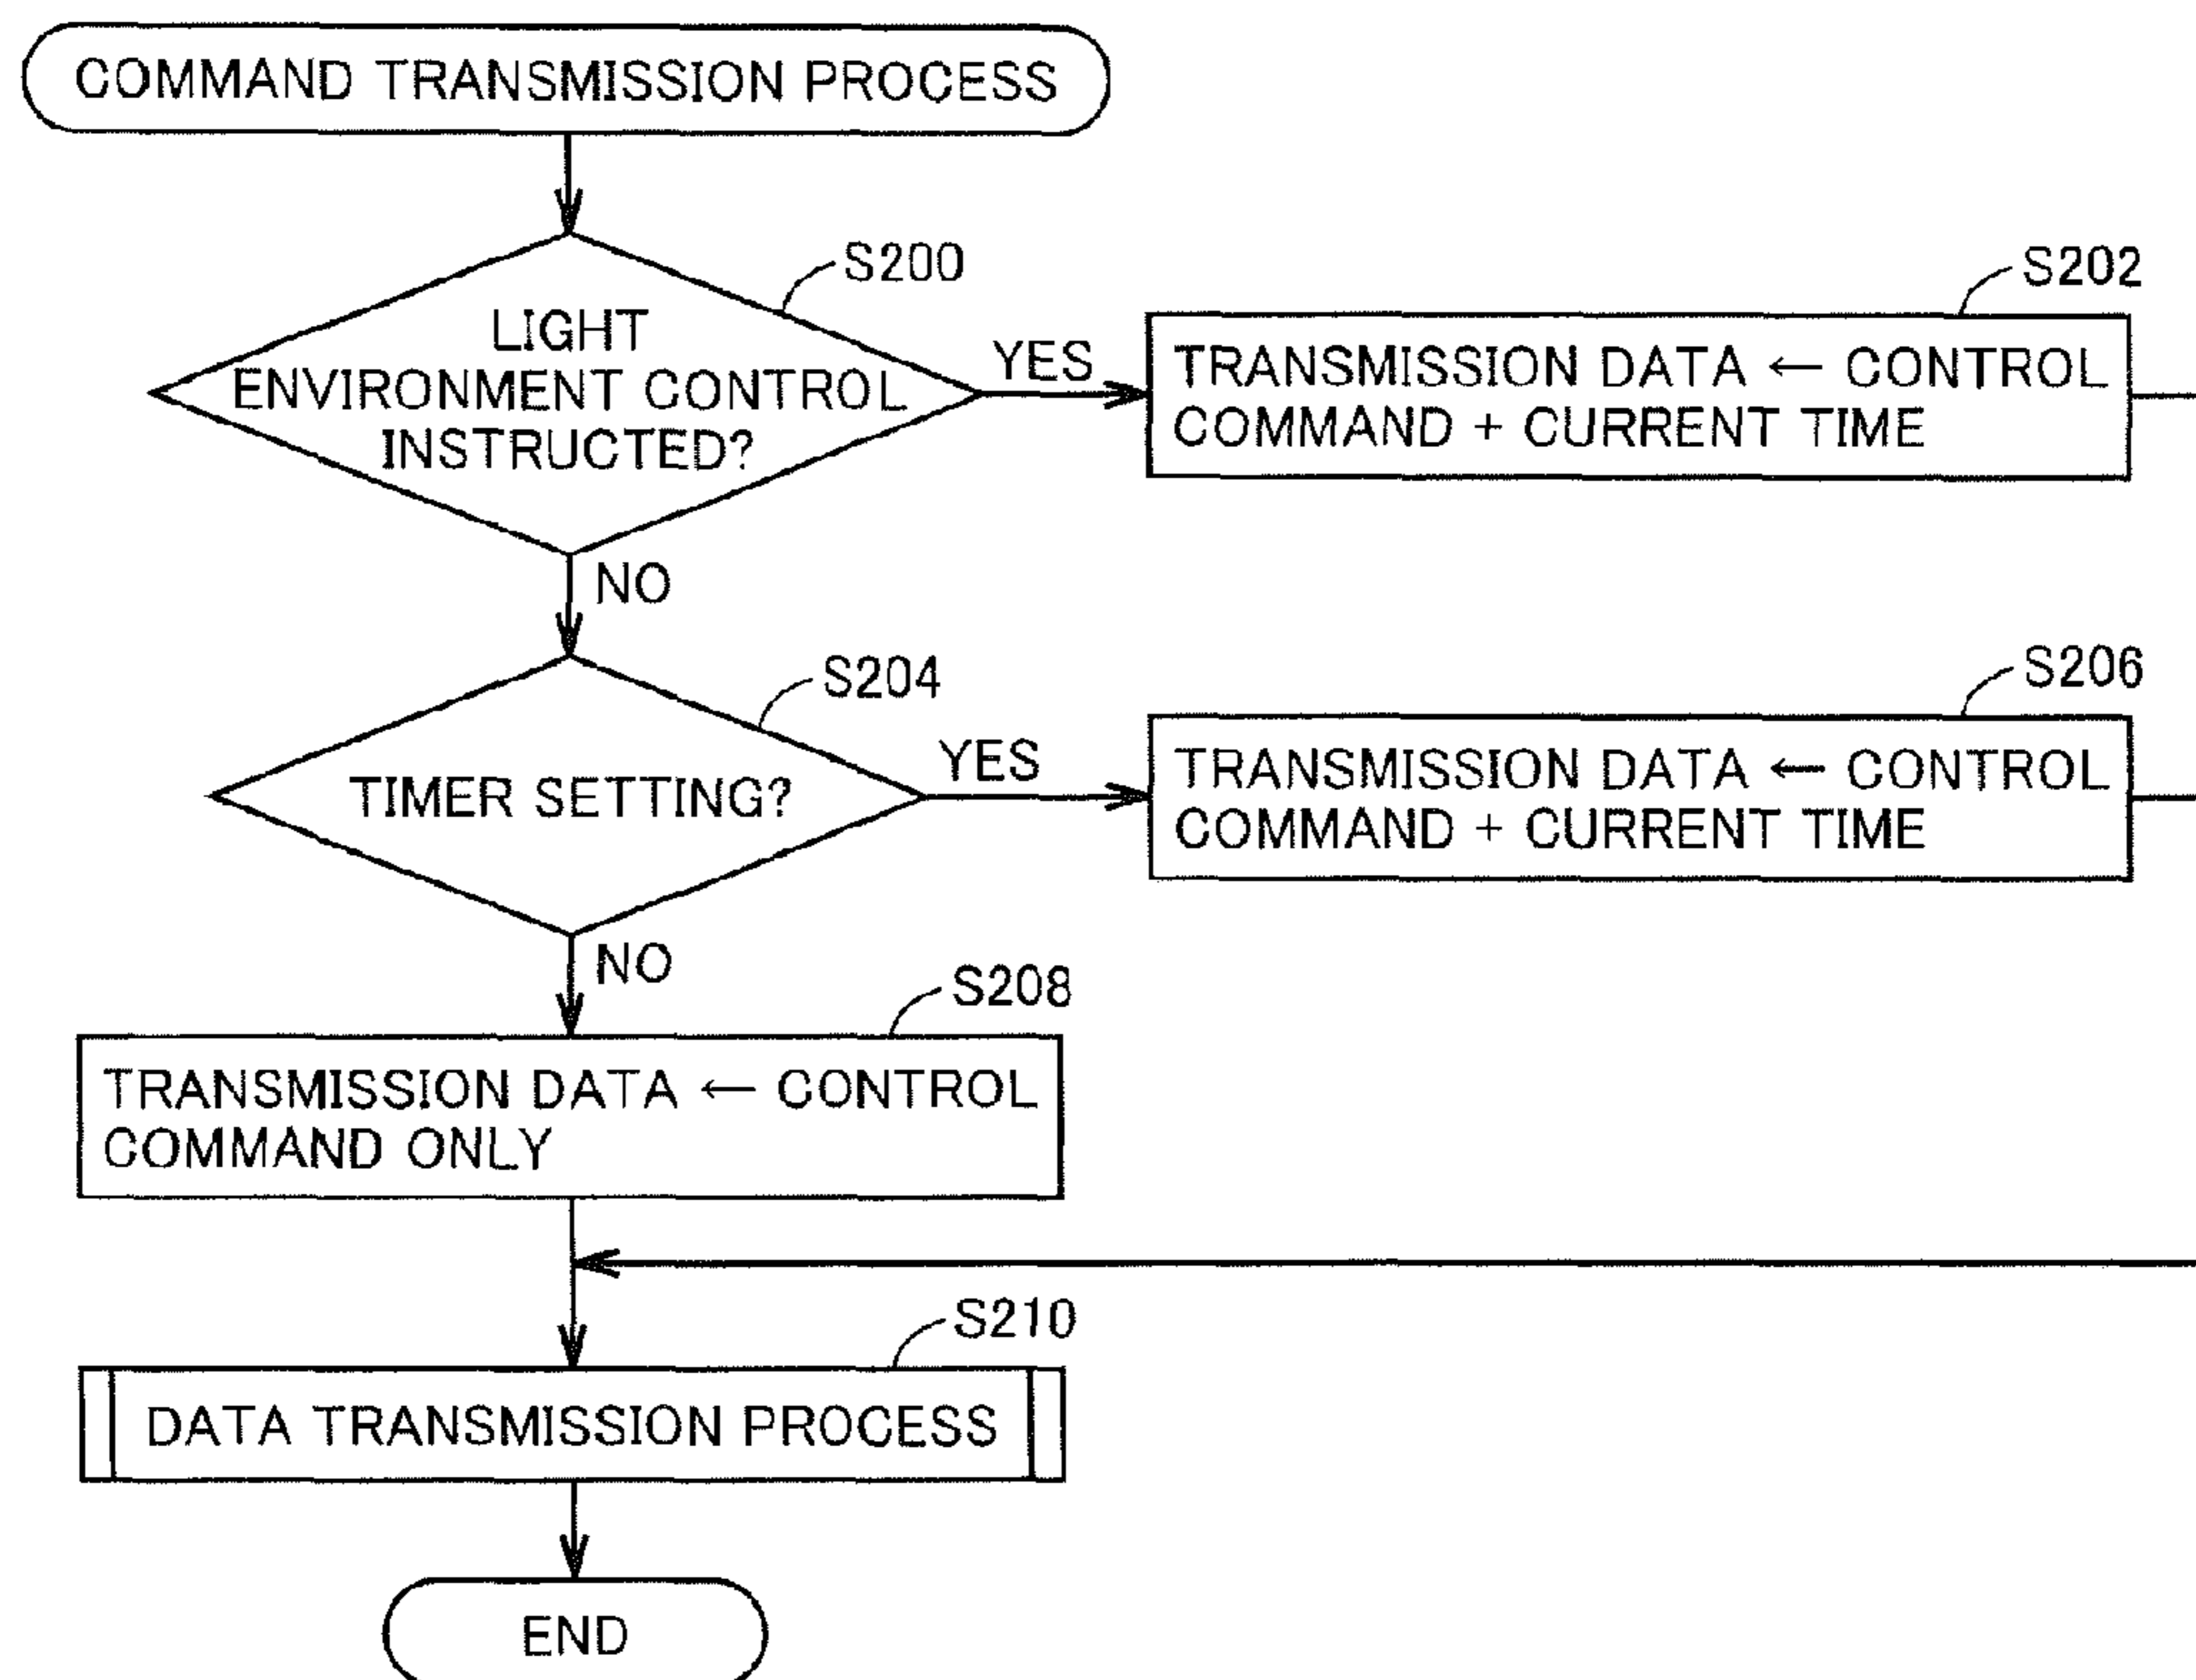 COMMAND TRANSMISSION PROCESS
S200
LIGHT
ENVIRONMENT CONTROL
INSTRUCTED?
YES
S202
TRANSMISSION DATA ← CONTROL
COMMAND + CURRENT TIME
NO
S204
TIMER SETTING?
YES
S206
TRANSMISSION DATA ← CONTROL
COMMAND + CURRENT TIME
NO
S208
TRANSMISSION DATA ← CONTROL
COMMAND ONLY
S210
DATA TRANSMISSION PROCESS
END